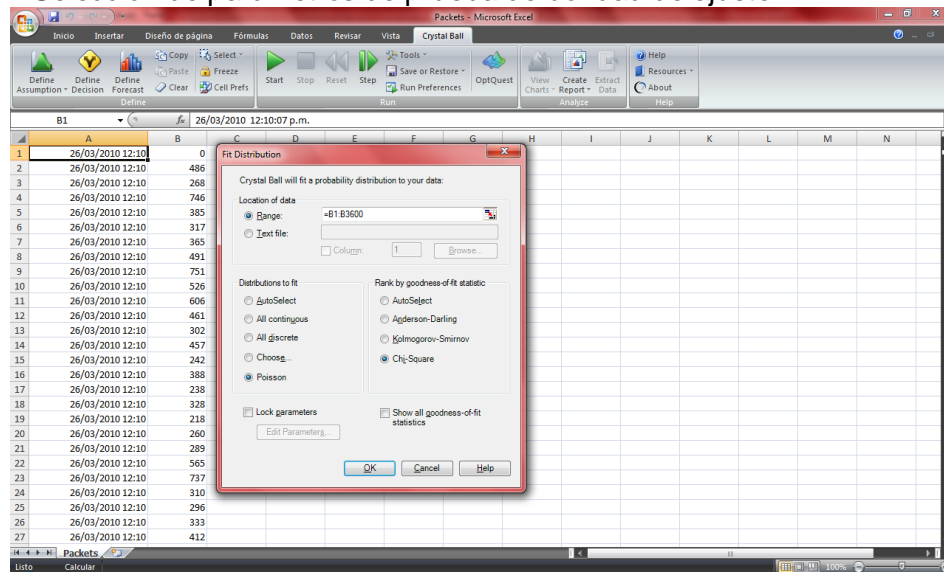 Packets - Microsoft Excel
Inicio Insertar Diseño de página Fórmulas Datos Revisar Vista Crystal Ball
Define Assumption
Define Decision
Define Forecast
Copy
Paste
Clear
Select
Freeze
Cell Prefs
Define
Start Stop Reset Step
Tools
Save or Restore
Run Preferences
OptQuest
Run
View Charts
Create Report
Extract Data
Analyze
Help
Resources
About
Help
B1 fx 26/03/2010 12:10:07 p.m.
A B C D E F G H I J K L M N
1 26/03/2010 12:10 0
2 26/03/2010 12:10 486
3 26/03/2010 12:10 268
4 26/03/2010 12:10 746
5 26/03/2010 12:10 385
6 26/03/2010 12:10 317
7 26/03/2010 12:10 365
8 26/03/2010 12:10 491
9 26/03/2010 12:10 751
10 26/03/2010 12:10 526
11 26/03/2010 12:10 606
12 26/03/2010 12:10 461
13 26/03/2010 12:10 302
14 26/03/2010 12:10 457
15 26/03/2010 12:10 242
16 26/03/2010 12:10 388
17 26/03/2010 12:10 238
18 26/03/2010 12:10 328
19 26/03/2010 12:10 218
20 26/03/2010 12:10 260
21 26/03/2010 12:10 289
22 26/03/2010 12:10 565
23 26/03/2010 12:10 737
24 26/03/2010 12:10 310
25 26/03/2010 12:10 296
26 26/03/2010 12:10 333
27 26/03/2010 12:10 412
Fit Distribution
Crystal Ball will fit a probability distribution to your data:
Location of data
Range: =B1:B3600
Text file:
Column: 1 Browse...
Distributions to fit
AutoSelect
All continuous
All discrete
Choose...
Poisson
Rank by goodness-of-fit statistic
AutoSelect
Anderson-Darling
Kolmogorov-Smirnov
Chi-Square
Lock parameters
Edit Parameters...
Show all goodness-of-fit
statistics
OK Cancel Help
Packets
Listo Calcular 100%